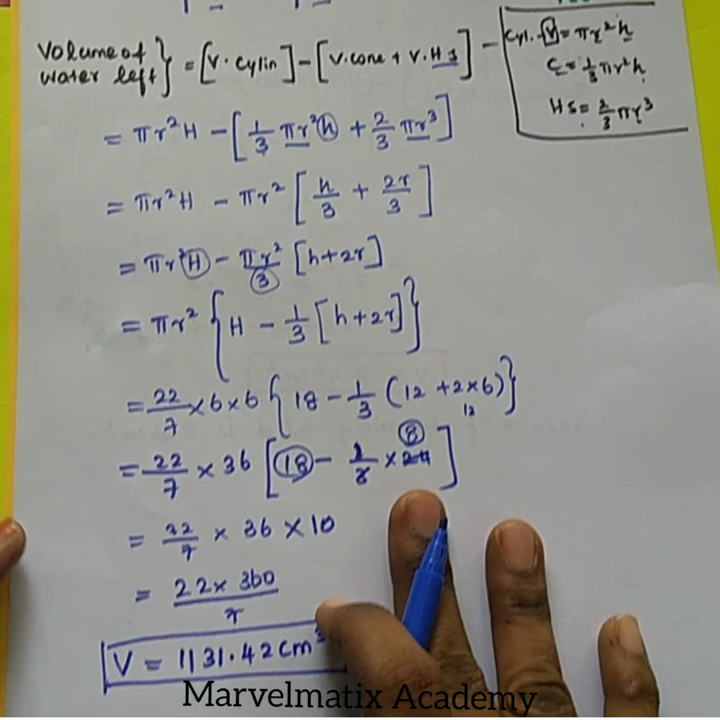 Volume of water left } = [V. Cylin] - [V. cone + V. H S]
Cyl. V = πr²h
C = 1/3 πr²h
HS = 2/3 πr³
= πr²H - [1/3 πr²h + 2/3 πr³]
= πr²H - πr² [h/3 + 2r/3]
= πr²H - πr²/3 [h+2r]
= πr² {H - 1/3 [h+2r]}
= 22/7 × 6×6 {18 - 1/3 (12 + 2×6)}
12
8
= 22/7 × 36 [18 - 1/3 × 24]
= 22/7 × 36 × 10
= 22 × 360 / 7
V = 1131.42 cm³
Marvelmatix Academy